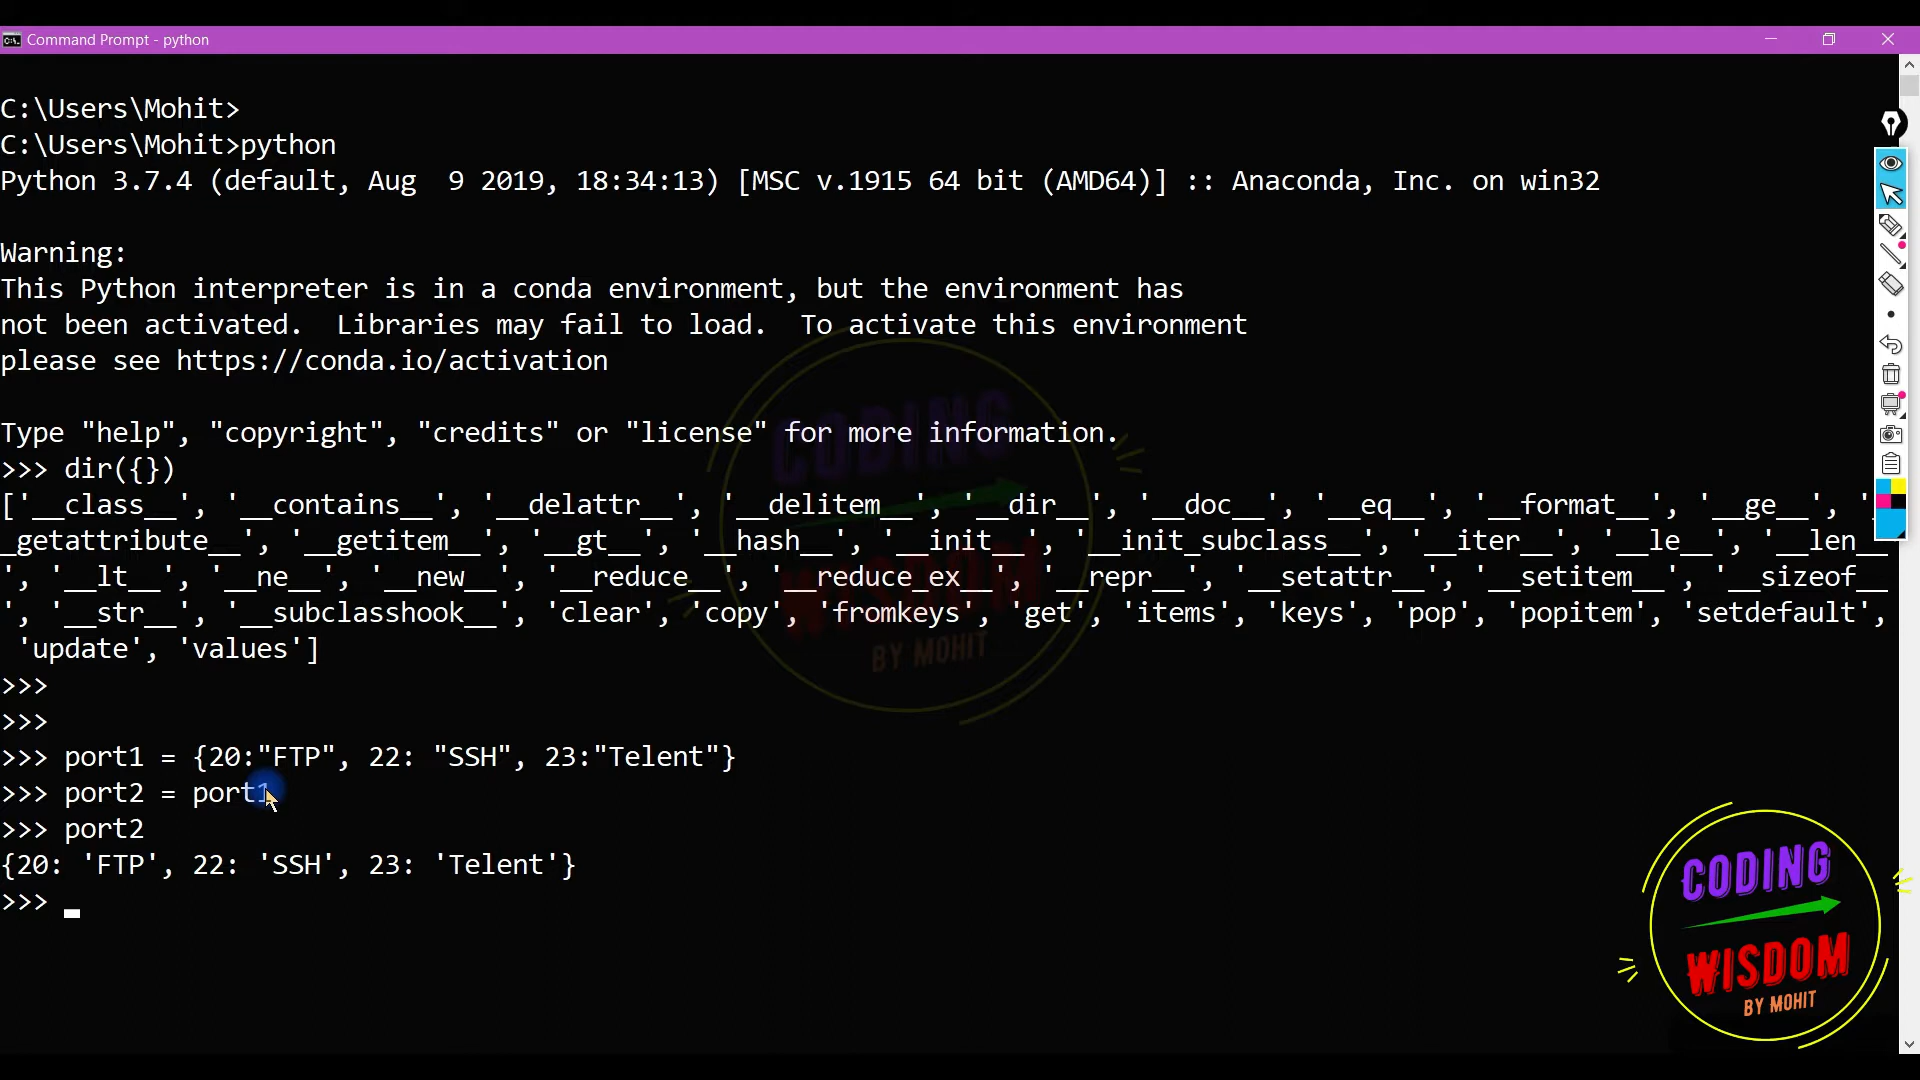 Command Prompt - python
C:\Users\Mohit>
C:\Users\Mohit>python
Python 3.7.4 (default, Aug  9 2019, 18:34:13) [MSC v.1915 64 bit (AMD64)] :: Anaconda, Inc. on win32
Warning:
This Python interpreter is in a conda environment, but the environment has
not been activated.  Libraries may fail to load.  To activate this environment
please see https://conda.io/activation
Type "help", "copyright", "credits" or "license" for more information.
>>> dir({})
['__class__', '__contains__', '__delattr__', '__delitem__', '__dir__', '__doc__', '__eq__', '__format__', '__ge__', '_
_getattribute__', '__getitem__', '__gt__', '__hash__', '__init__', '__init_subclass__', '__iter__', '__le__', '__len__
', '__lt__', '__ne__', '__new__', '__reduce__', '__reduce_ex__', '__repr__', '__setattr__', '__setitem__', '__sizeof__
', '__str__', '__subclasshook__', 'clear', 'copy', 'fromkeys', 'get', 'items', 'keys', 'pop', 'popitem', 'setdefault',
 'update', 'values']
>>>
>>>
>>> port1 = {20:"FTP", 22: "SSH", 23:"Telent"}
>>> port2 = port1
>>> port2
{20: 'FTP', 22: 'SSH', 23: 'Telent'}
>>>
CODING
WISDOM
BY MOHIT
CODING
WISDOM
BY MOHIT